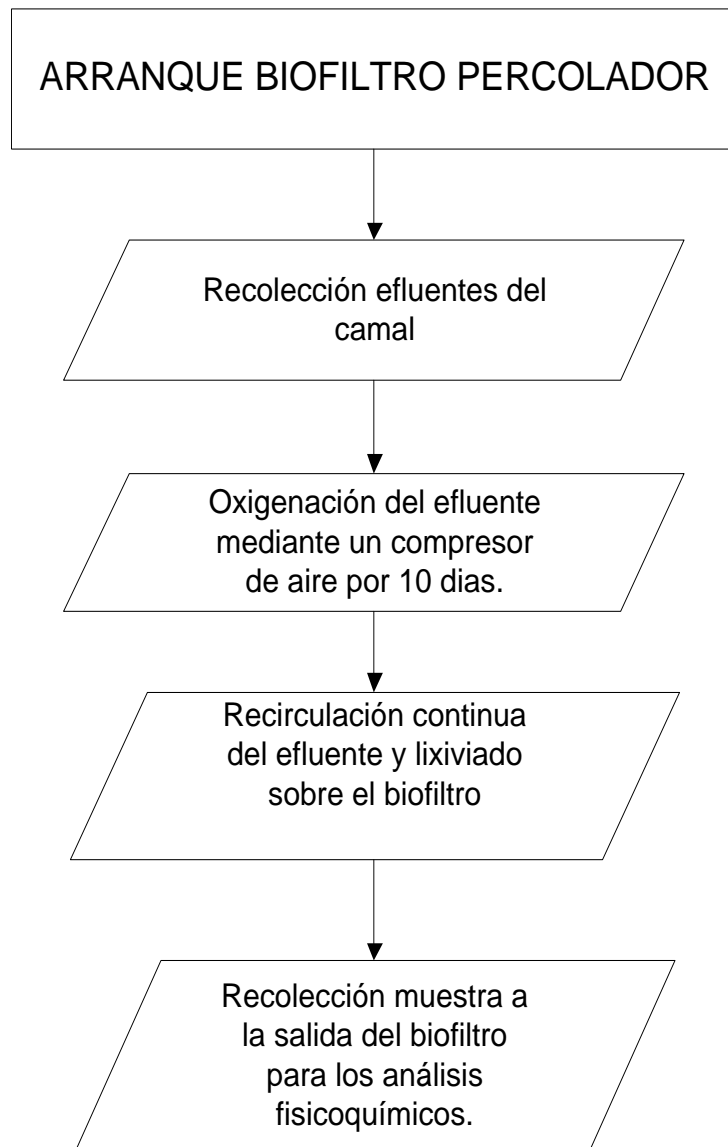 ARRANQUE BIOFILTRO PERCOLADOR
Recolección efluentes del
camal
Oxigenación del efluente
mediante un compresor
de aire por 10 dias.
Recirculación continua
del efluente y lixiviado
sobre el biofiltro
Recolección muestra a
la salida del biofiltro
para los análisis
fisicoquímicos.